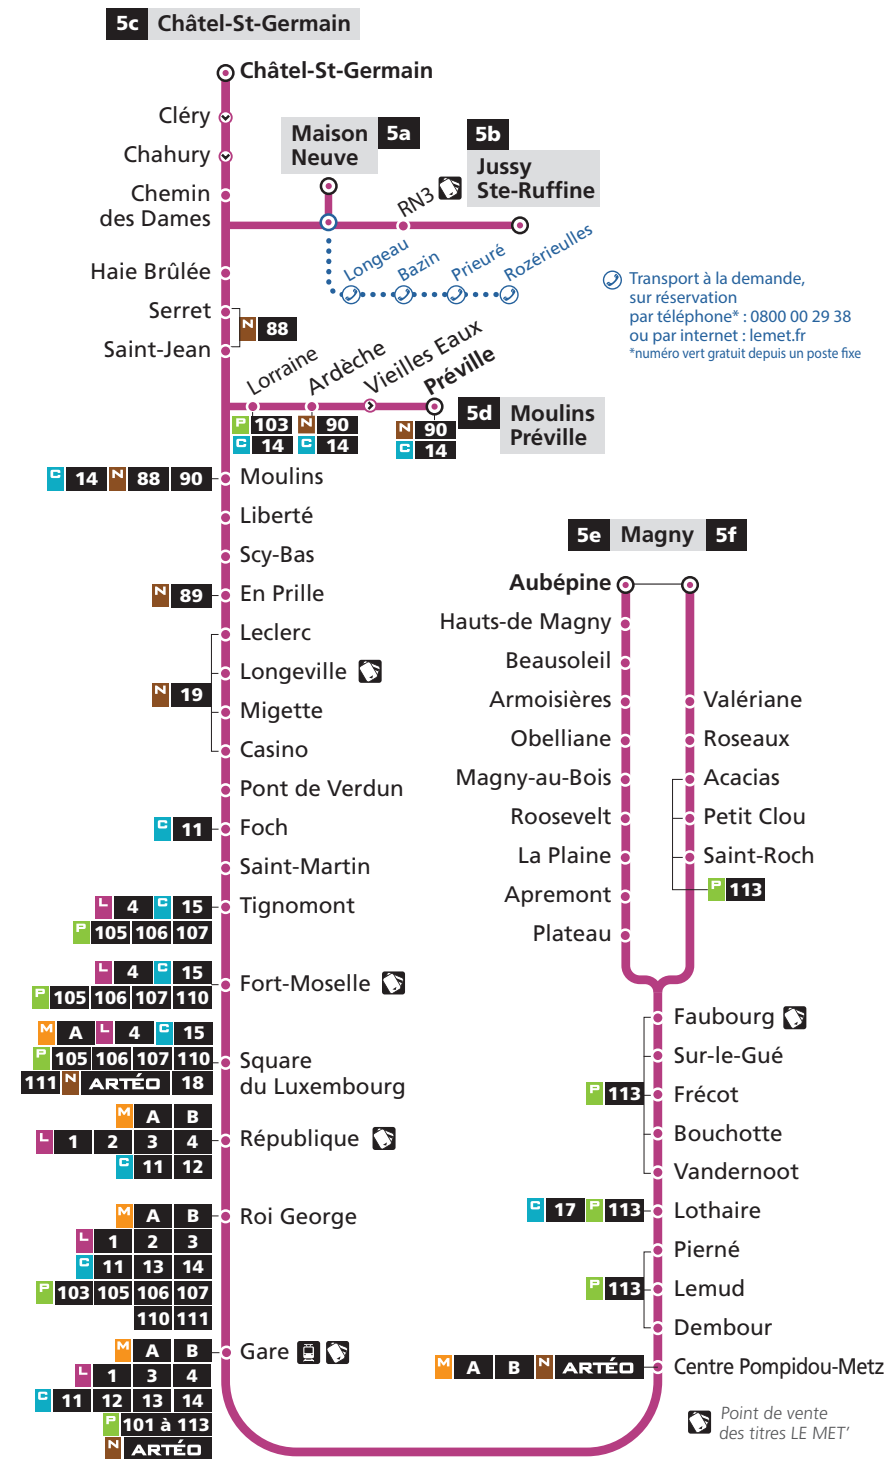 5c Châtel-St-Germain
Châtel-St-Germain
Cléry
Chahury
Chemin
des Dames
Maison
Neuve
5a
5b
Jussy
Ste-Ruffine
RN3
Longeau
Bazin
Prieuré
Rozérieulles
Transport à la demande,
sur réservation
par téléphone* : 0800 00 29 38
ou par internet : lemet.fr
*numéro vert gratuit depuis un poste fixe
Haie Brûlée
Serret
N 88
Saint-Jean
Lorraine
Ardèche
Vieilles Eaux
Préville
P 103
C 14
N 90
C 14
N 90
C 14
5d Moulins
Préville
C 14 N 88 90 Moulins
Liberté
Scy-Bas
N 89 En Prille
Leclerc
Longeville
N 19
Migette
Casino
Pont de Verdun
C 11 Foch
Saint-Martin
L 4 C 15 Tignomont
P 105 106 107
L 4 C 15
P 105 106 107 110 Fort-Moselle
M A L 4 C 15
P 105 106 107 110
111 N ARTÉO 18
Square
du Luxembourg
M A B
L 1 2 3 4 République
C 11 12
M A B Roi George
L 1 2 3
C 11 13 14
P 103 105 106 107
110 111
M A B Gare
L 1 3 4
C 11 12 13 14
P 101 à 113
N ARTÉO
5e Magny 5f
Aubépine
Hauts-de Magny
Beausoleil
Armoisières
Obelliane
Magny-au-Bois
Roosevelt
La Plaine
Apremont
Plateau
Valériane
Roseaux
Acacias
Petit Clou
Saint-Roch
P 113
Faubourg
Sur-le-Gué
P 113 Frécot
Bouchotte
Vandernoot
C 17 P 113 Lothaire
Pierné
P 113 Lemud
Dembour
M A B N ARTÉO Centre Pompidou-Metz
Point de vente
des titres LE MET'